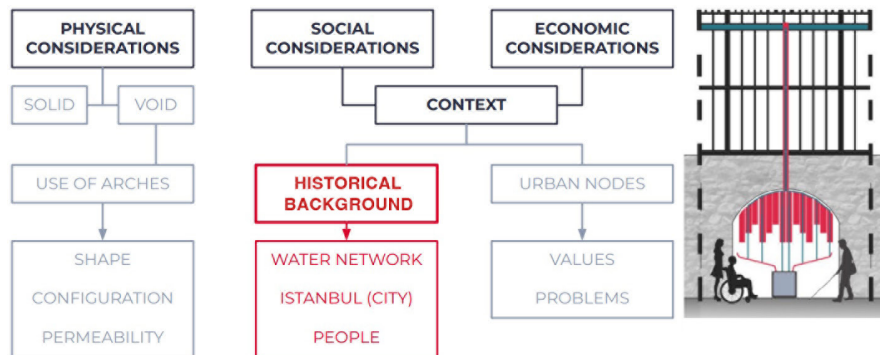 PHYSICAL
CONSIDERATIONS
SOCIAL
CONSIDERATIONS
ECONOMIC
CONSIDERATIONS
SOLID
VOID
CONTEXT
USE OF ARCHES
HISTORICAL
BACKGROUND
URBAN NODES
SHAPE
CONFIGURATION
PERMEABILITY
WATER NETWORK
ISTANBUL (CITY)
PEOPLE
VALUES
PROBLEMS